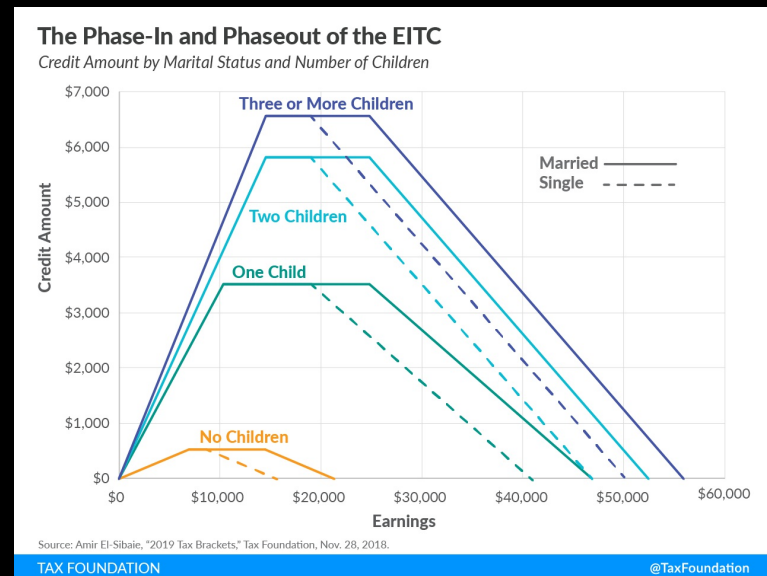 The Phase-In and Phaseout of the EITC
Credit Amount by Marital Status and Number of Children
$7,000
$6,000
$5,000
$4,000
$3,000
$2,000
$1,000
$0
Credit Amount
Three or More Children
Two Children
One Child
No Children
Married
Single
$0
$10,000
$20,000
$30,000
$40,000
$50,000
$60,000
Earnings
Source: Amir El-Sibaie, “2019 Tax Brackets,” Tax Foundation, Nov. 28, 2018.
TAX FOUNDATION
@TaxFoundation